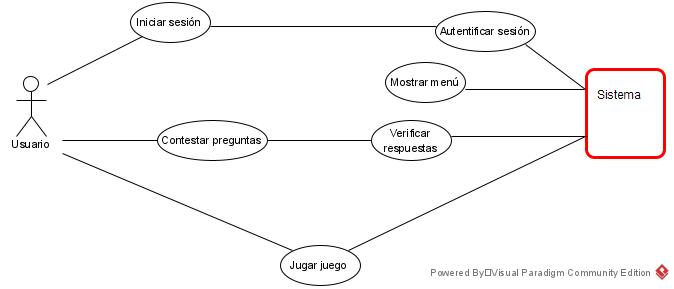 Iniciar sesión
Autentificar sesión
Mostrar menú
Sistema
Usuario
Contestar preguntas
Verificar
respuestas
Jugar juego
Powered By□Visual Paradigm Community Edition